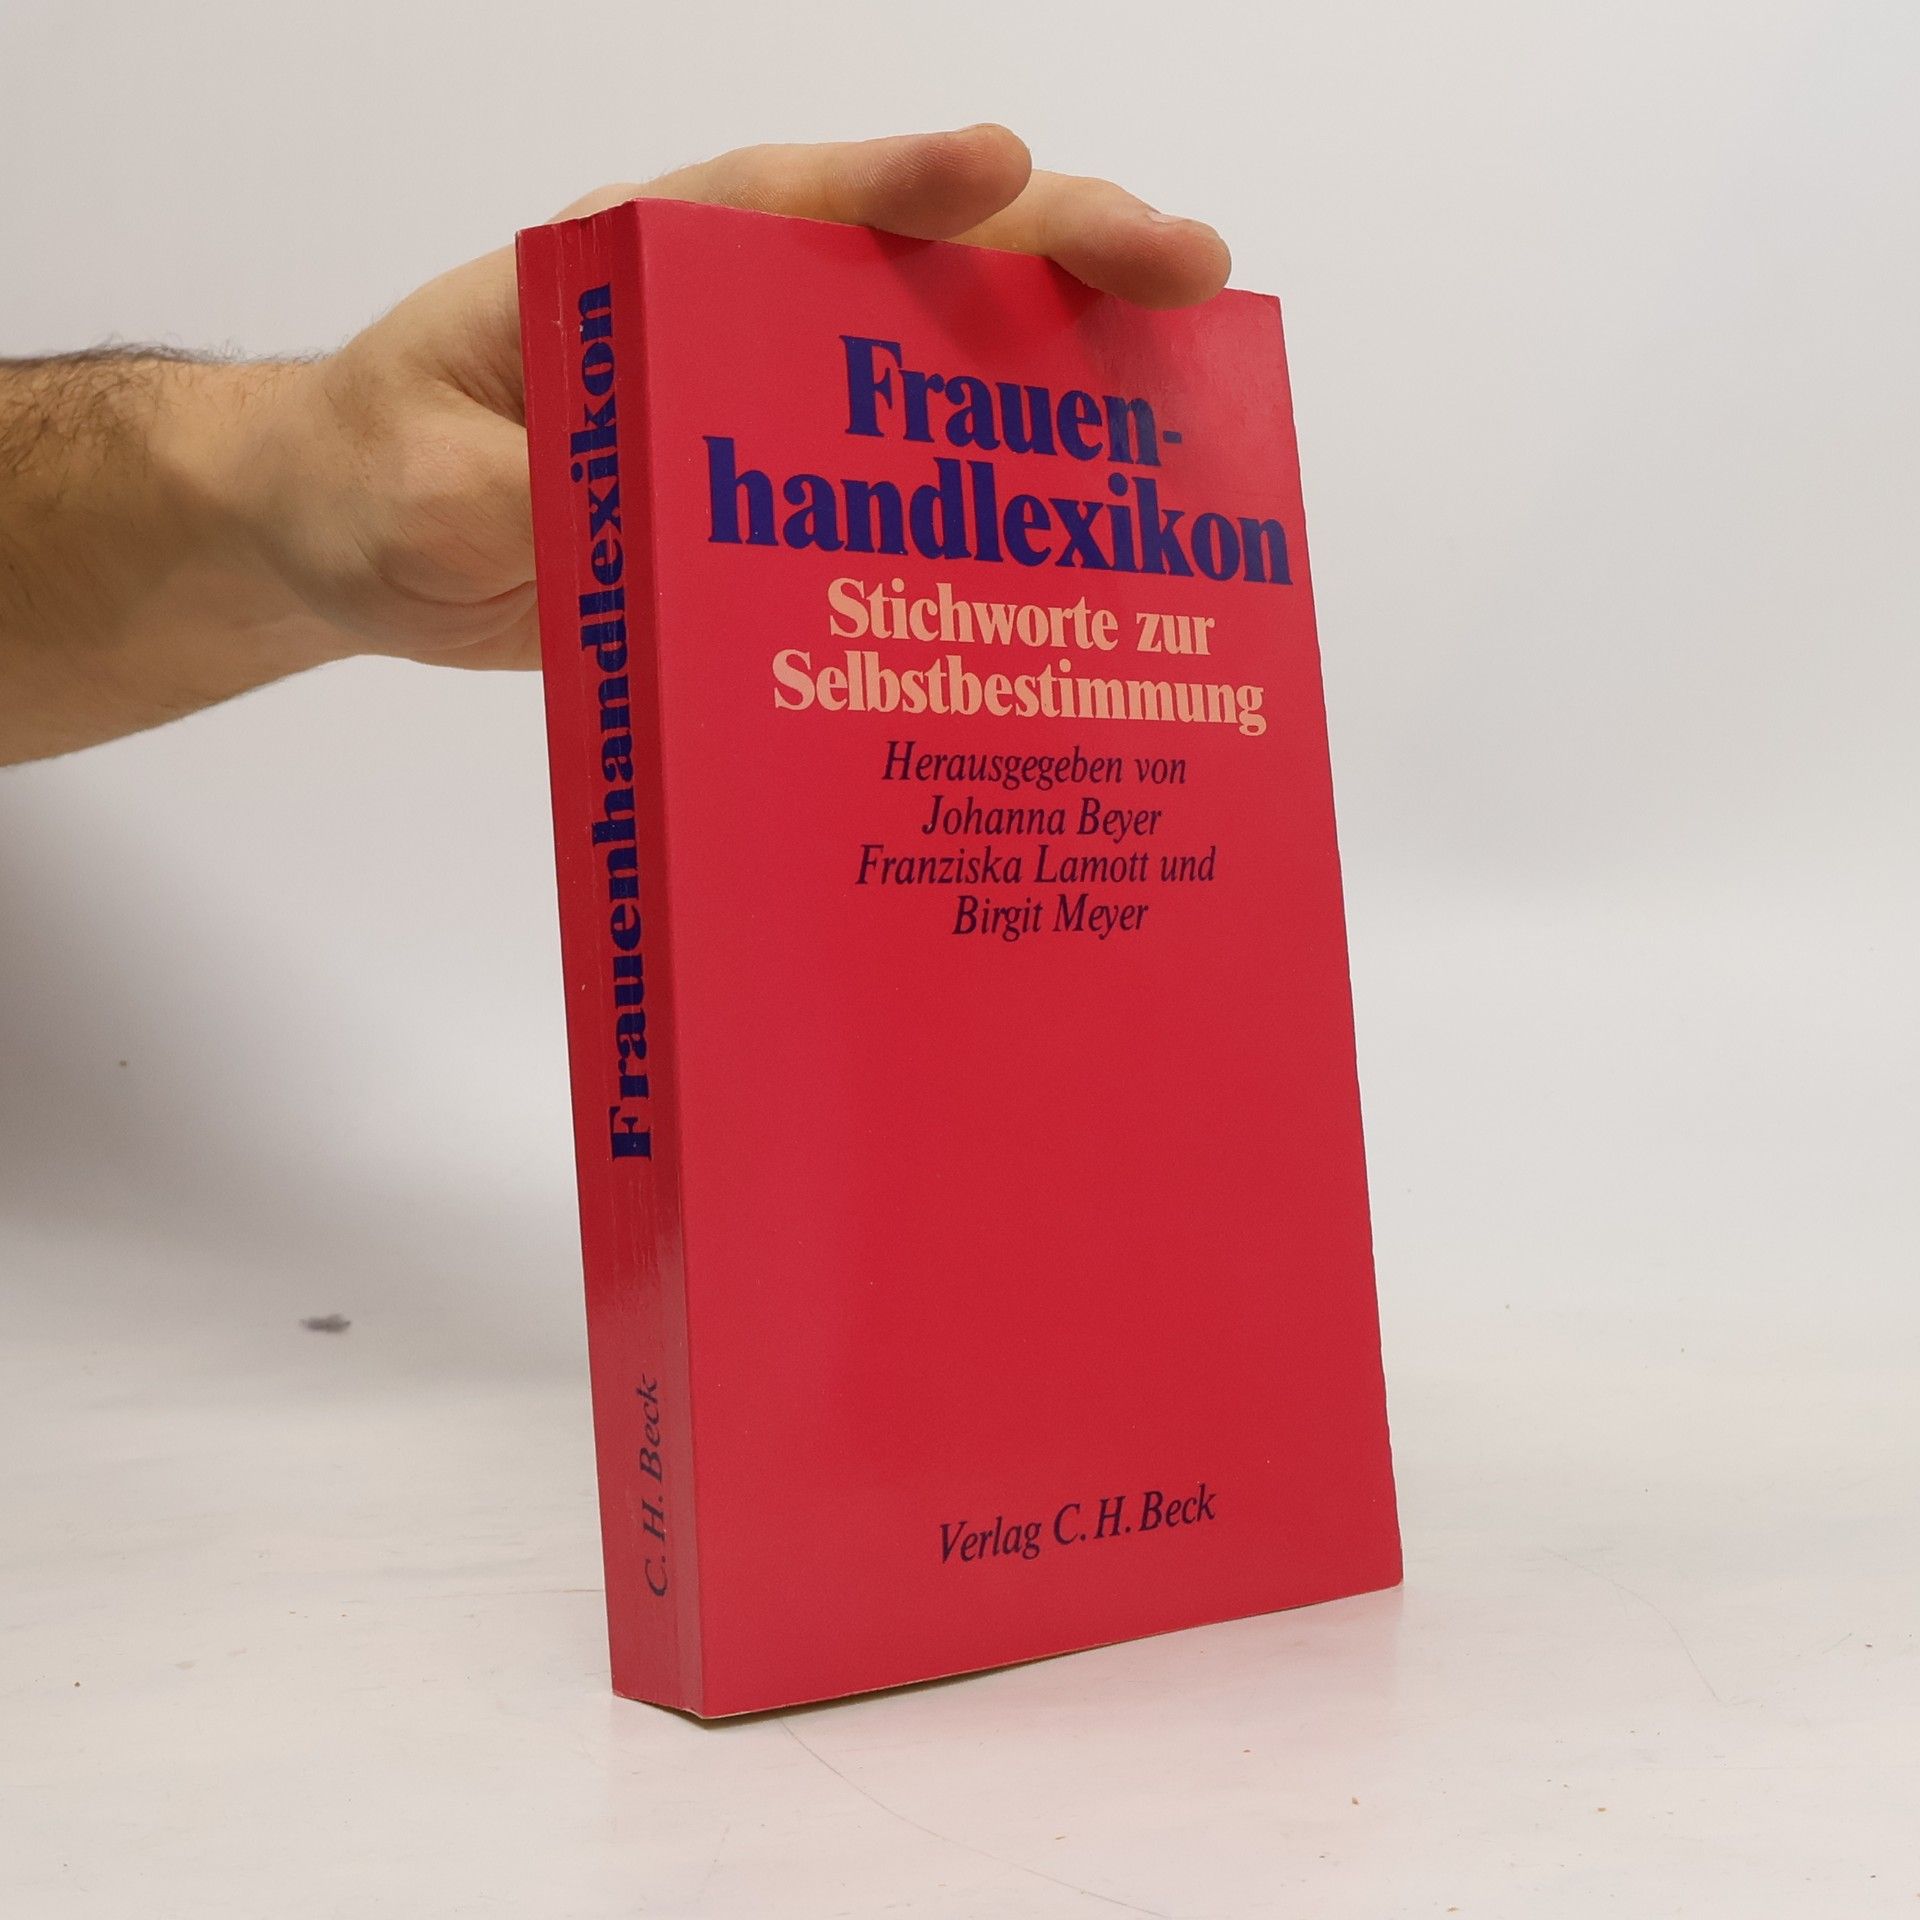 Frauenhandlexikon
C. H. Beck
Frauen-
handlexikon
Stichworte zur
Selbstbestimmung
Herausgegeben von
Johanna Beyer
Franziska Lamott und
Birgit Meyer
Verlag C. H. Beck